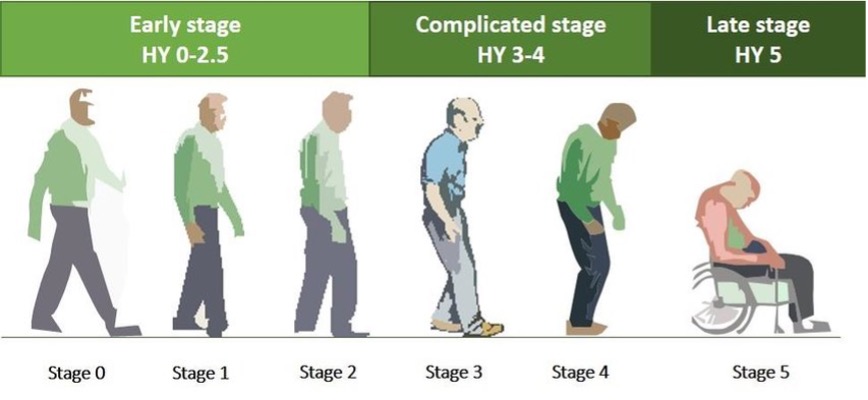 Early stage
HY 0-2.5
Complicated stage
HY 3-4
Late stage
HY 5
Stage 0
Stage 1
Stage 2
Stage 3
Stage 4
Stage 5